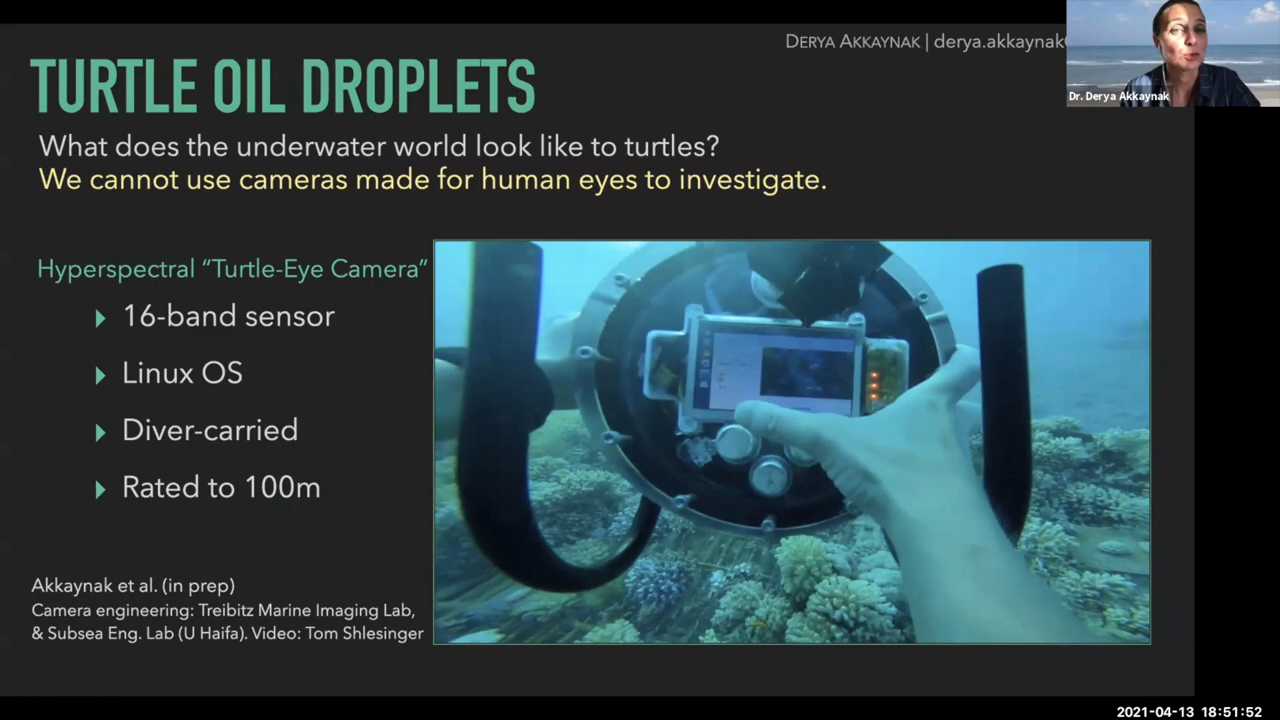 DERYA AKKAYNAK | derya.akkaynak
Dr. Derya Akkaynak
TURTLE OIL DROPLETS
What does the underwater world look like to turtles?
We cannot use cameras made for human eyes to investigate.
Hyperspectral “Turtle-Eye Camera”
16-band sensor
Linux OS
Diver-carried
Rated to 100m
Akkaynak et al. (in prep)
Camera engineering: Treibitz Marine Imaging Lab,
& Subsea Eng. Lab (U Haifa). Video: Tom Shlesinger
2021-04-13 18:51:52